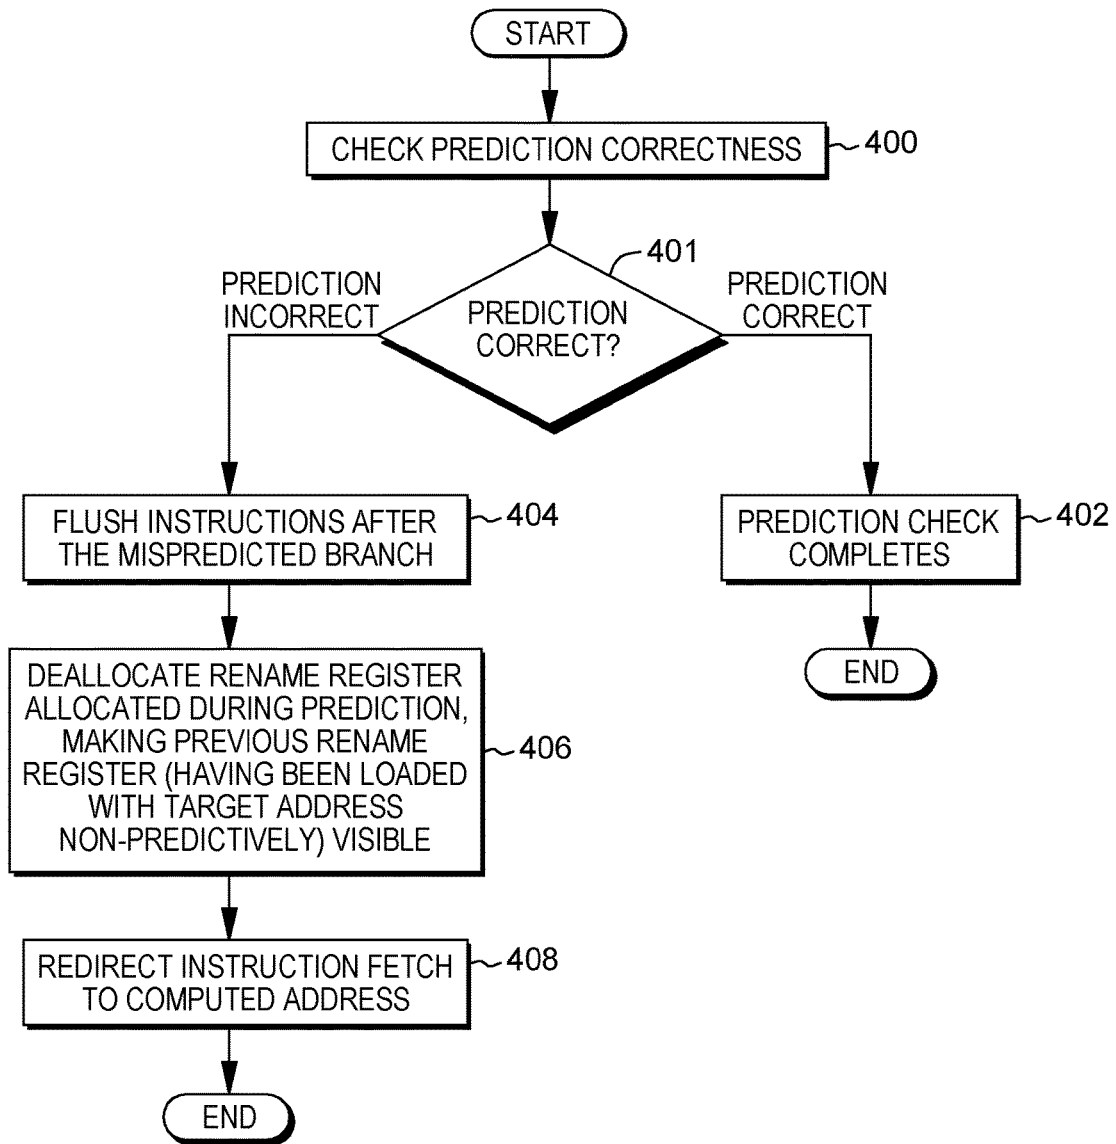 START
CHECK PREDICTION CORRECTNESS
400
401
PREDICTION
INCORRECT
PREDICTION
CORRECT?
PREDICTION
CORRECT
FLUSH INSTRUCTIONS AFTER
THE MISPREDICTED BRANCH
404
PREDICTION CHECK
COMPLETES
402
END
DEALLOCATE RENAME REGISTER
ALLOCATED DURING PREDICTION,
MAKING PREVIOUS RENAME
REGISTER (HAVING BEEN LOADED
WITH TARGET ADDRESS
NON-PREDICTIVELY) VISIBLE
406
REDIRECT INSTRUCTION FETCH
TO COMPUTED ADDRESS
408
END